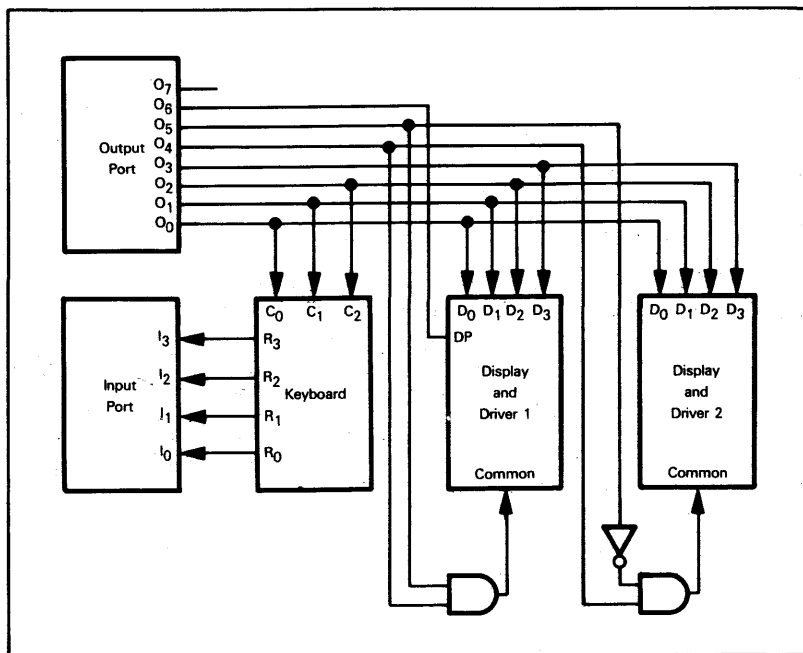 Output
Port
O7
O6
O5
O4
O3
O2
O1
O0
Input
Port
I3
I2
I1
I0
C0 C1 C2
R3
R2
R1
R0
Keyboard
D0 D1 D2 D3
DP
Display
and
Driver 1
Common
D0 D1 D2 D3
Display
and
Driver 2
Common